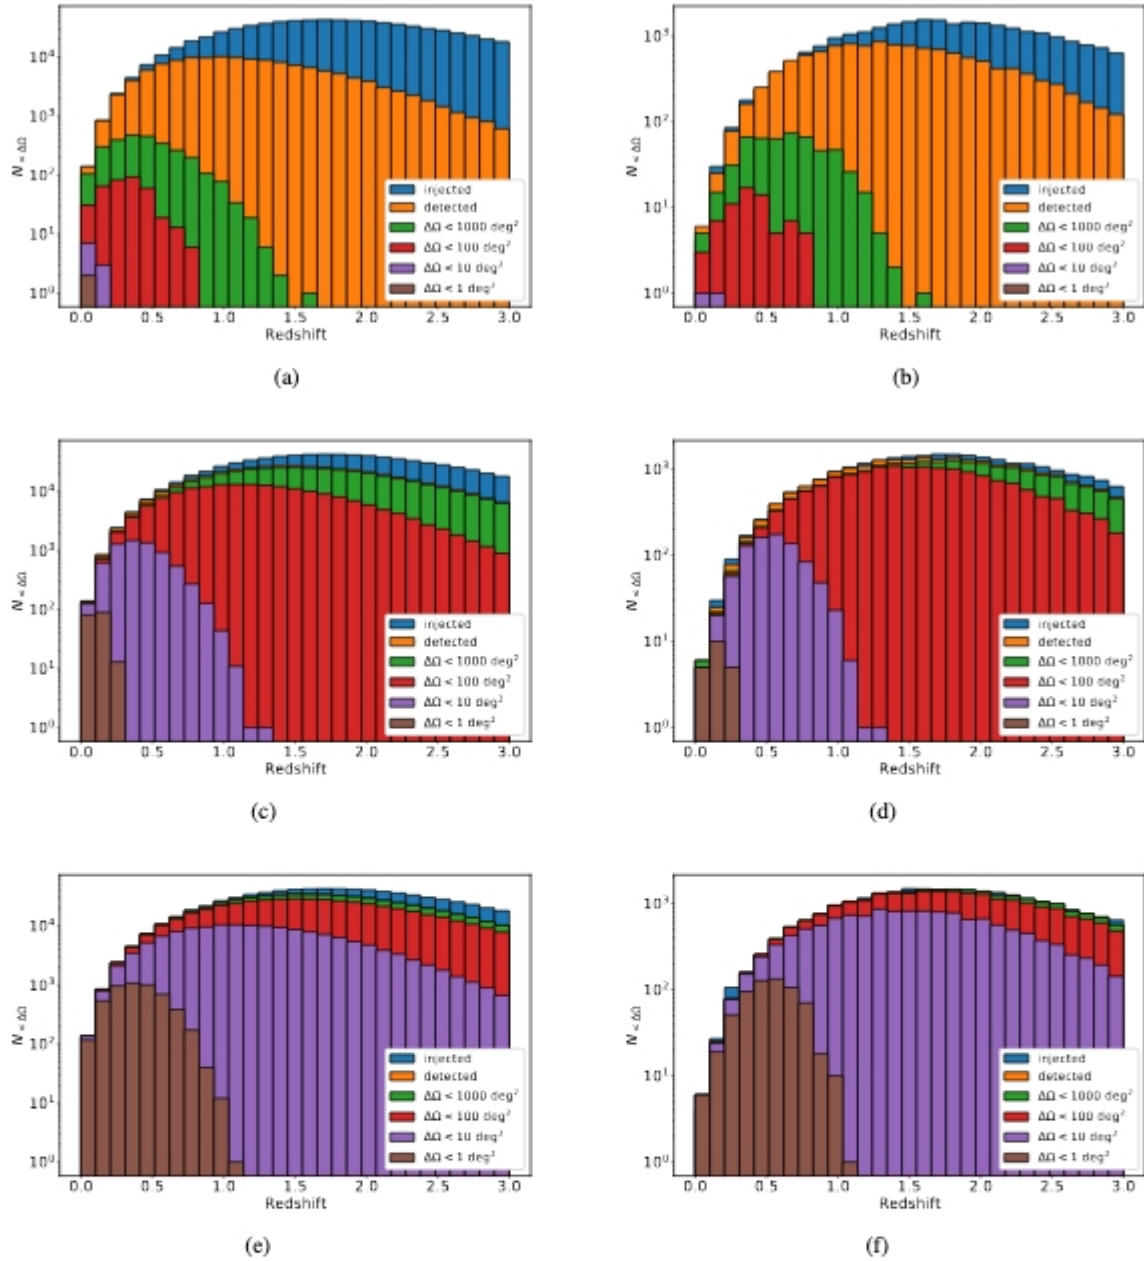 10⁴
10³
10²
10¹
10⁰
N < ΔΩ
injected
detected
ΔΩ < 1000 deg²
ΔΩ < 100 deg²
ΔΩ < 10 deg²
ΔΩ < 1 deg²
0.0 0.5 1.0 1.5 2.0 2.5 3.0
Redshift
(a)
10³
10²
10¹
10⁰
N < ΔΩ
injected
detected
ΔΩ < 1000 deg²
ΔΩ < 100 deg²
ΔΩ < 10 deg²
ΔΩ < 1 deg²
0.0 0.5 1.0 1.5 2.0 2.5 3.0
Redshift
(b)
10⁴
10³
10²
10¹
10⁰
N < ΔΩ
injected
detected
ΔΩ < 1000 deg²
ΔΩ < 100 deg²
ΔΩ < 10 deg²
ΔΩ < 1 deg²
0.0 0.5 1.0 1.5 2.0 2.5 3.0
Redshift
(c)
10³
10²
10¹
10⁰
N < ΔΩ
injected
detected
ΔΩ < 1000 deg²
ΔΩ < 100 deg²
ΔΩ < 10 deg²
ΔΩ < 1 deg²
0.0 0.5 1.0 1.5 2.0 2.5 3.0
Redshift
(d)
10⁴
10³
10²
10¹
10⁰
N < ΔΩ
injected
detected
ΔΩ < 1000 deg²
ΔΩ < 100 deg²
ΔΩ < 10 deg²
ΔΩ < 1 deg²
0.0 0.5 1.0 1.5 2.0 2.5 3.0
Redshift
(e)
10³
10²
10¹
10⁰
N < ΔΩ
injected
detected
ΔΩ < 1000 deg²
ΔΩ < 100 deg²
ΔΩ < 10 deg²
ΔΩ < 1 deg²
0.0 0.5 1.0 1.5 2.0 2.5 3.0
Redshift
(f)